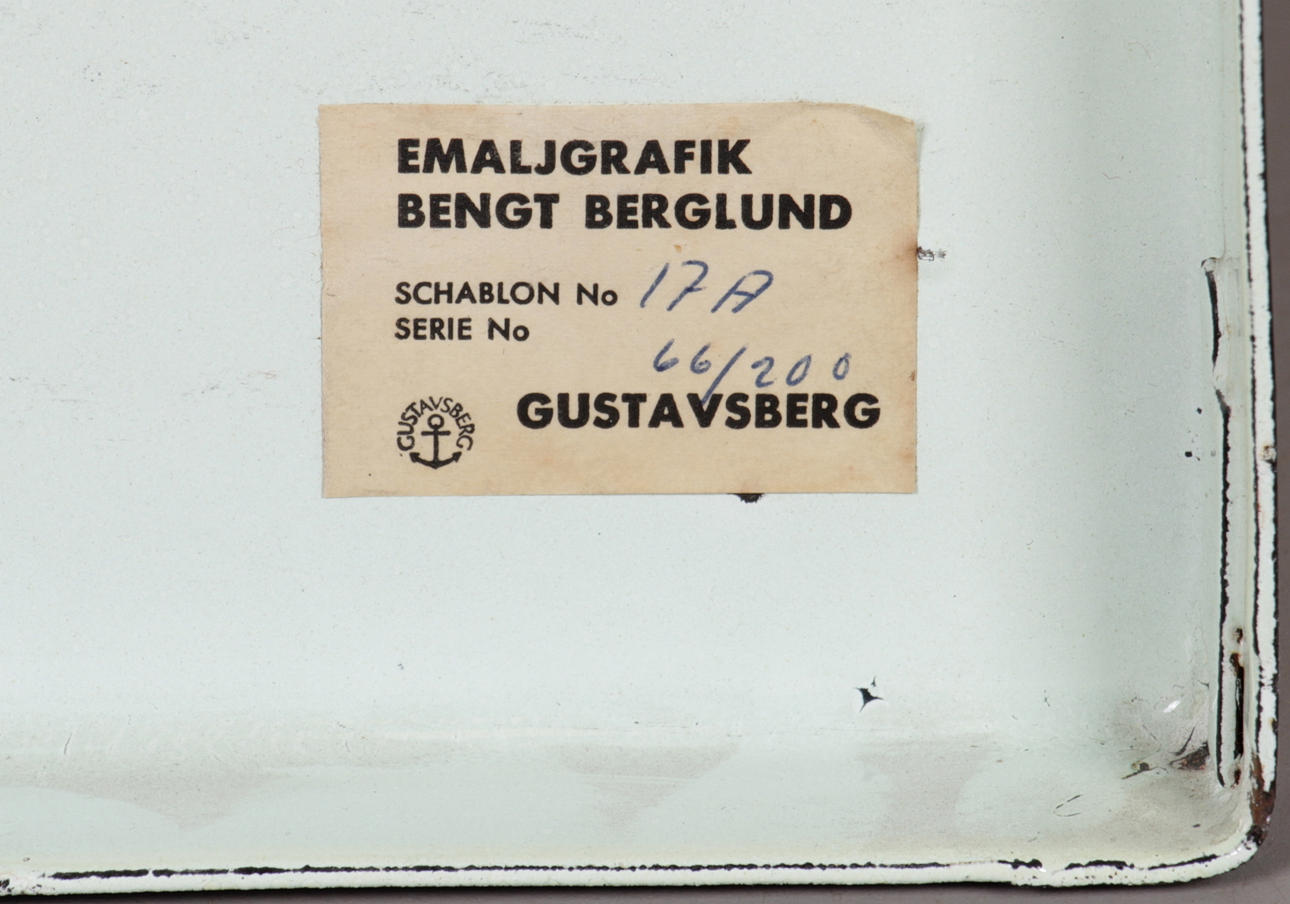 EMALJGRAFIK
BENGT BERGLUND
SCHABLON No 17A
SERIE No
66/200
GUSTAVSBERG
GUSTAVSBERG